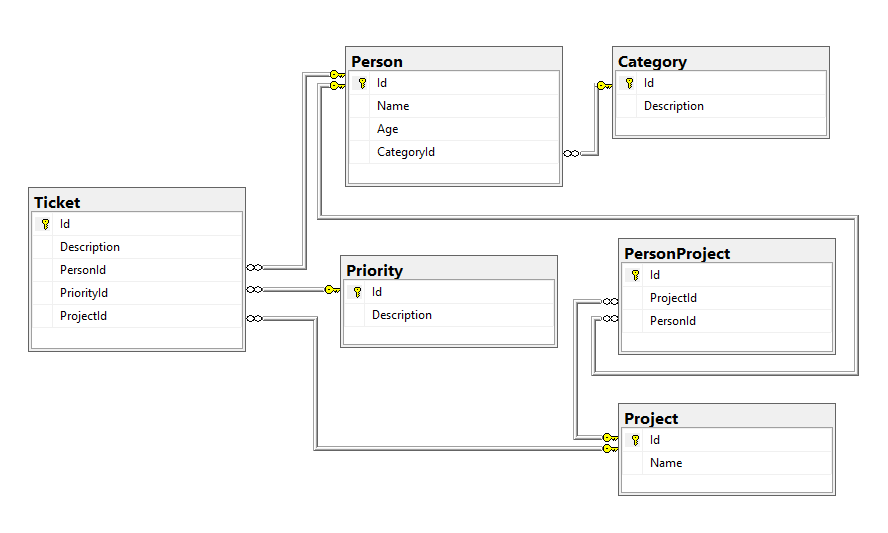 Person
Id
Name
Age
CategoryId
Category
Id
Description
Ticket
Id
Description
PersonId
PriorityId
ProjectId
Priority
Id
Description
PersonProject
Id
ProjectId
PersonId
Project
Id
Name